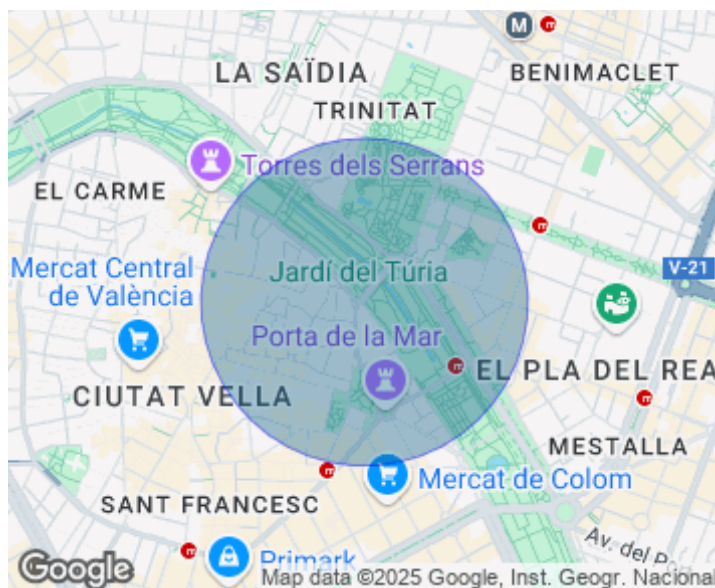 M
m
BENIMACLET
LA SAÏDIA
TRINITAT
Torres dels Serrans
EL CARME
m
Mercat Central
de València
Jardí del Túria
V-21
Porta de la Mar
m
EL PLA DEL REA
CIUTAT VELLA
m
MESTALLA
m
Mercat de Colom
SANT FRANCESC
Av. del
m
Primark
Google
Map data ©2025 Google, Inst. Geogr. Nacional